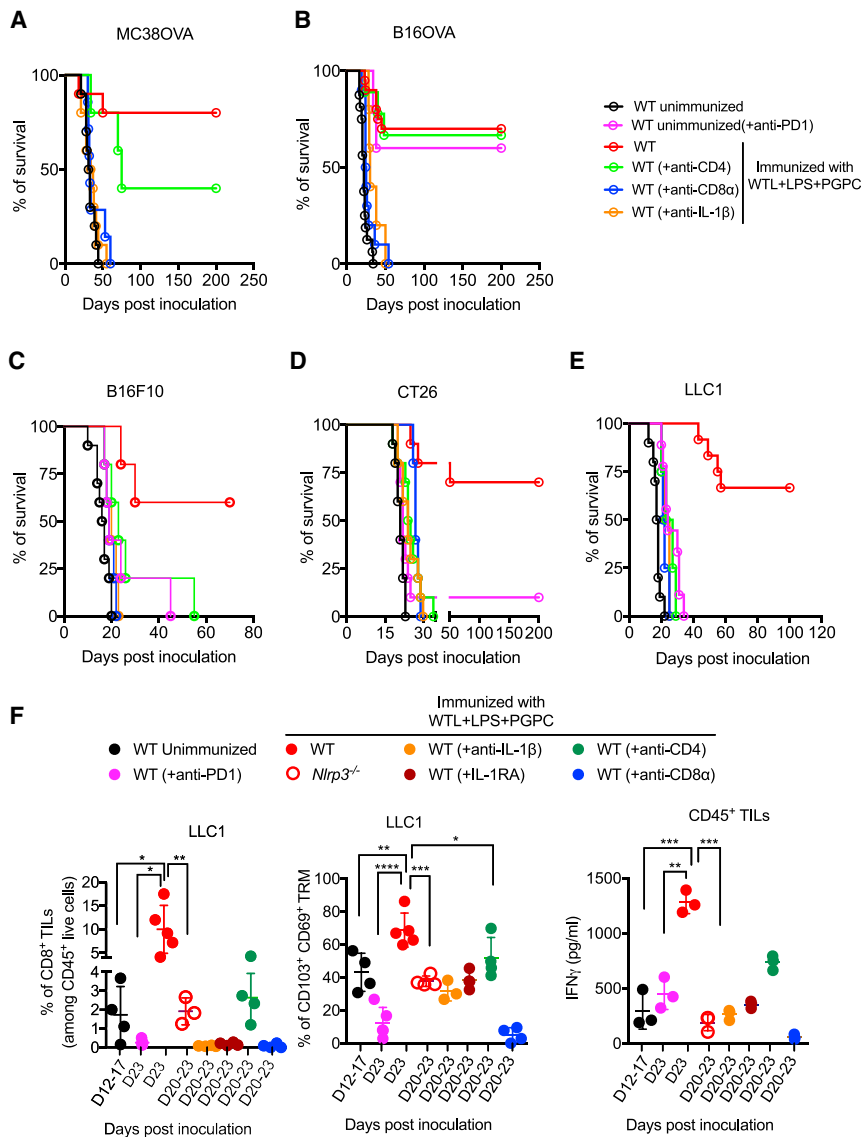 A
MC38OVA
% of survival
100
50
0
0 50 100 150 200 250
Days post inoculation
B
B16OVA
% of survival
100
50
0
0 50 100 150 200 250
Days post inoculation
WT unimmunized
WT unimmunized(+anti-PD1)
WT
WT (+anti-CD4)
WT (+anti-CD8α)
WT (+anti-IL-1β)
Immunized with
WTL+LPS+PGPC
C
B16F10
% of survival
100
75
50
25
0
0 20 40 60 80
Days post inoculation
D
CT26
% of survival
100
75
50
25
0
0 15 30 50 100 150 200
Days post inoculation
E
LLC1
% of survival
100
75
50
25
0
0 20 40 60 80 100 120
Days post inoculation
F
Immunized with
WTL+LPS+PGPC
WT Unimmunized
WT
WT (+anti-IL-1β)
WT (+anti-CD4)
WT (+anti-PD1)
Nlrp3-/-
WT (+IL-1RA)
WT (+anti-CD8α)
LLC1
% of CD8+ TILs
(among CD45+ live cells)
20
15
10
5
4
3
2
1
0
*
*
**
D12-17 D23 D23 D20-23 D20-23 D20-23 D20-23 D20-23
Days post inoculation
LLC1
% of CD103+ CD69+ TRM
100
80
60
40
20
0
**
****
***
*
D12-17 D23 D23 D20-23 D20-23 D20-23 D20-23 D20-23
Days post inoculation
CD45+ TILs
IFNγ (pg/ml)
1500
1000
500
0
***
**
***
D12-17 D23 D23 D20-23 D20-23 D20-23 D20-23 D20-23
Days post inoculation